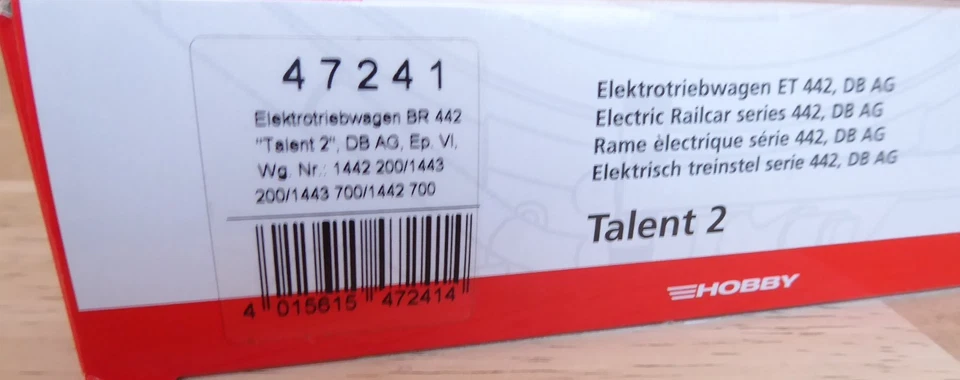 47241
Elektrotriebwagen BR 442
"Talent 2", DB AG, Ep. VI,
Wg. Nr.: 1442 200/1443
200/1443 700/1442 700
4 015615 472414
Elektrotriebwagen ET 442, DB AG
Electric Railcar series 442, DB AG
Rame èlectrique série 442, DB AG
Elektrisch treinstel serie 442, DB AG
Talent 2
HOBBY